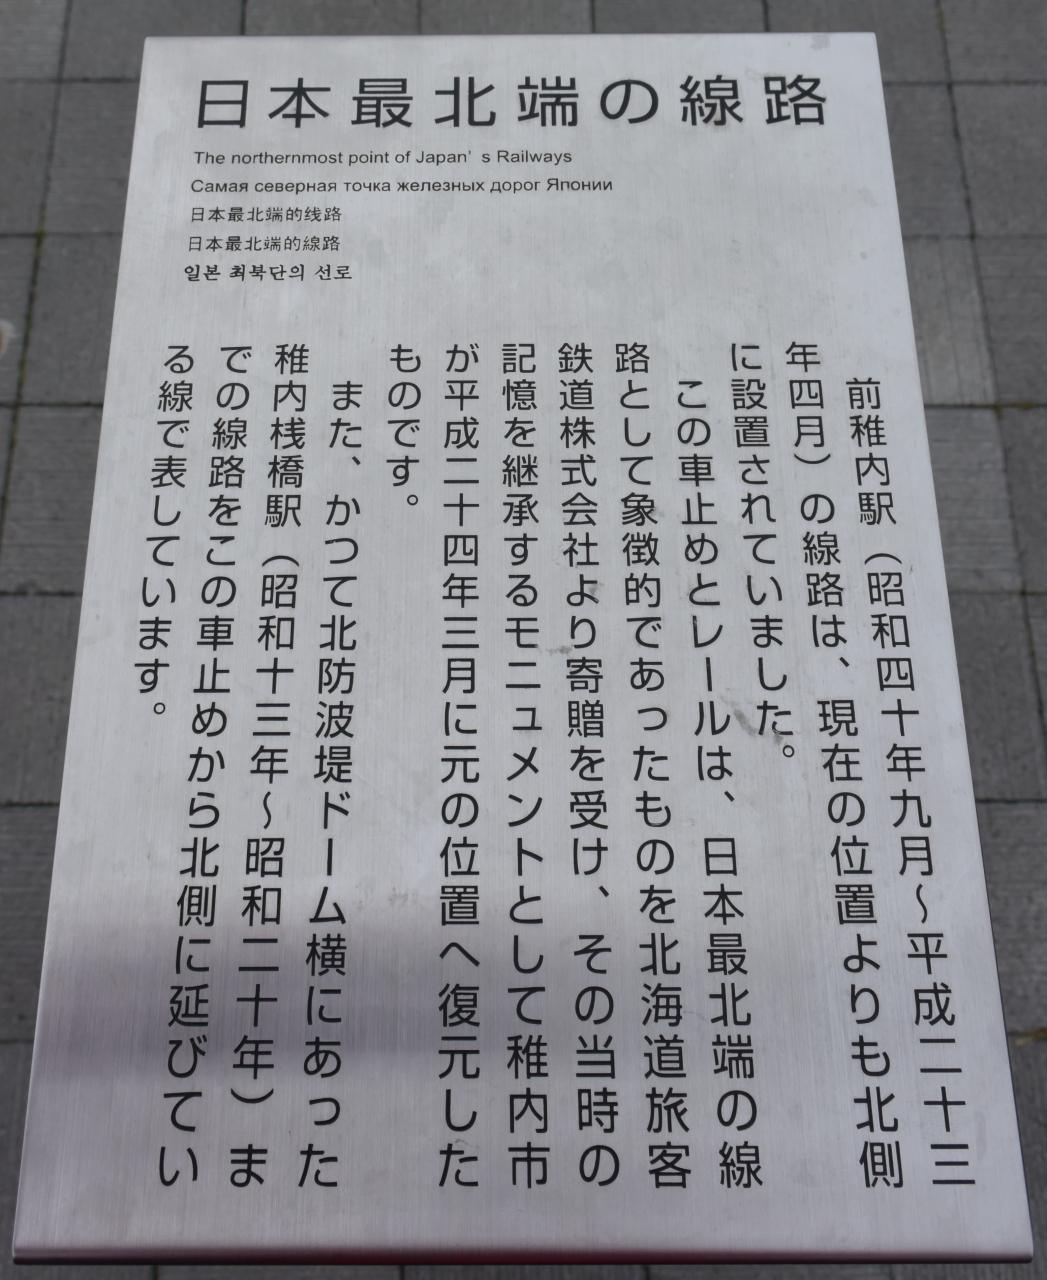 日本最北端の線路
The northernmost point of Japan's Railways
Самая северная точка железных дорог Японии
日本最北端的线路
日本最北端的線路
일본 최북단의 선로
前稚内駅（昭和四十年九月～平成二十三
年四月）の線路は、現在の位置よりも北側
に設置されていました。
この車止めとレールは、日本最北端の線
路として象徴的であったものを北海道旅客
鉄道株式会社より寄贈を受け、その当時の
記憶を継承するモニュメントとして稚内市
が平成二十四年三月に元の位置へ復元した
ものです。
また、かつて北防波堤ドーム横にあった
稚内桟橋駅（昭和十三年～昭和二十年）ま
での線路をこの車止めから北側に延びてい
る線で表しています。